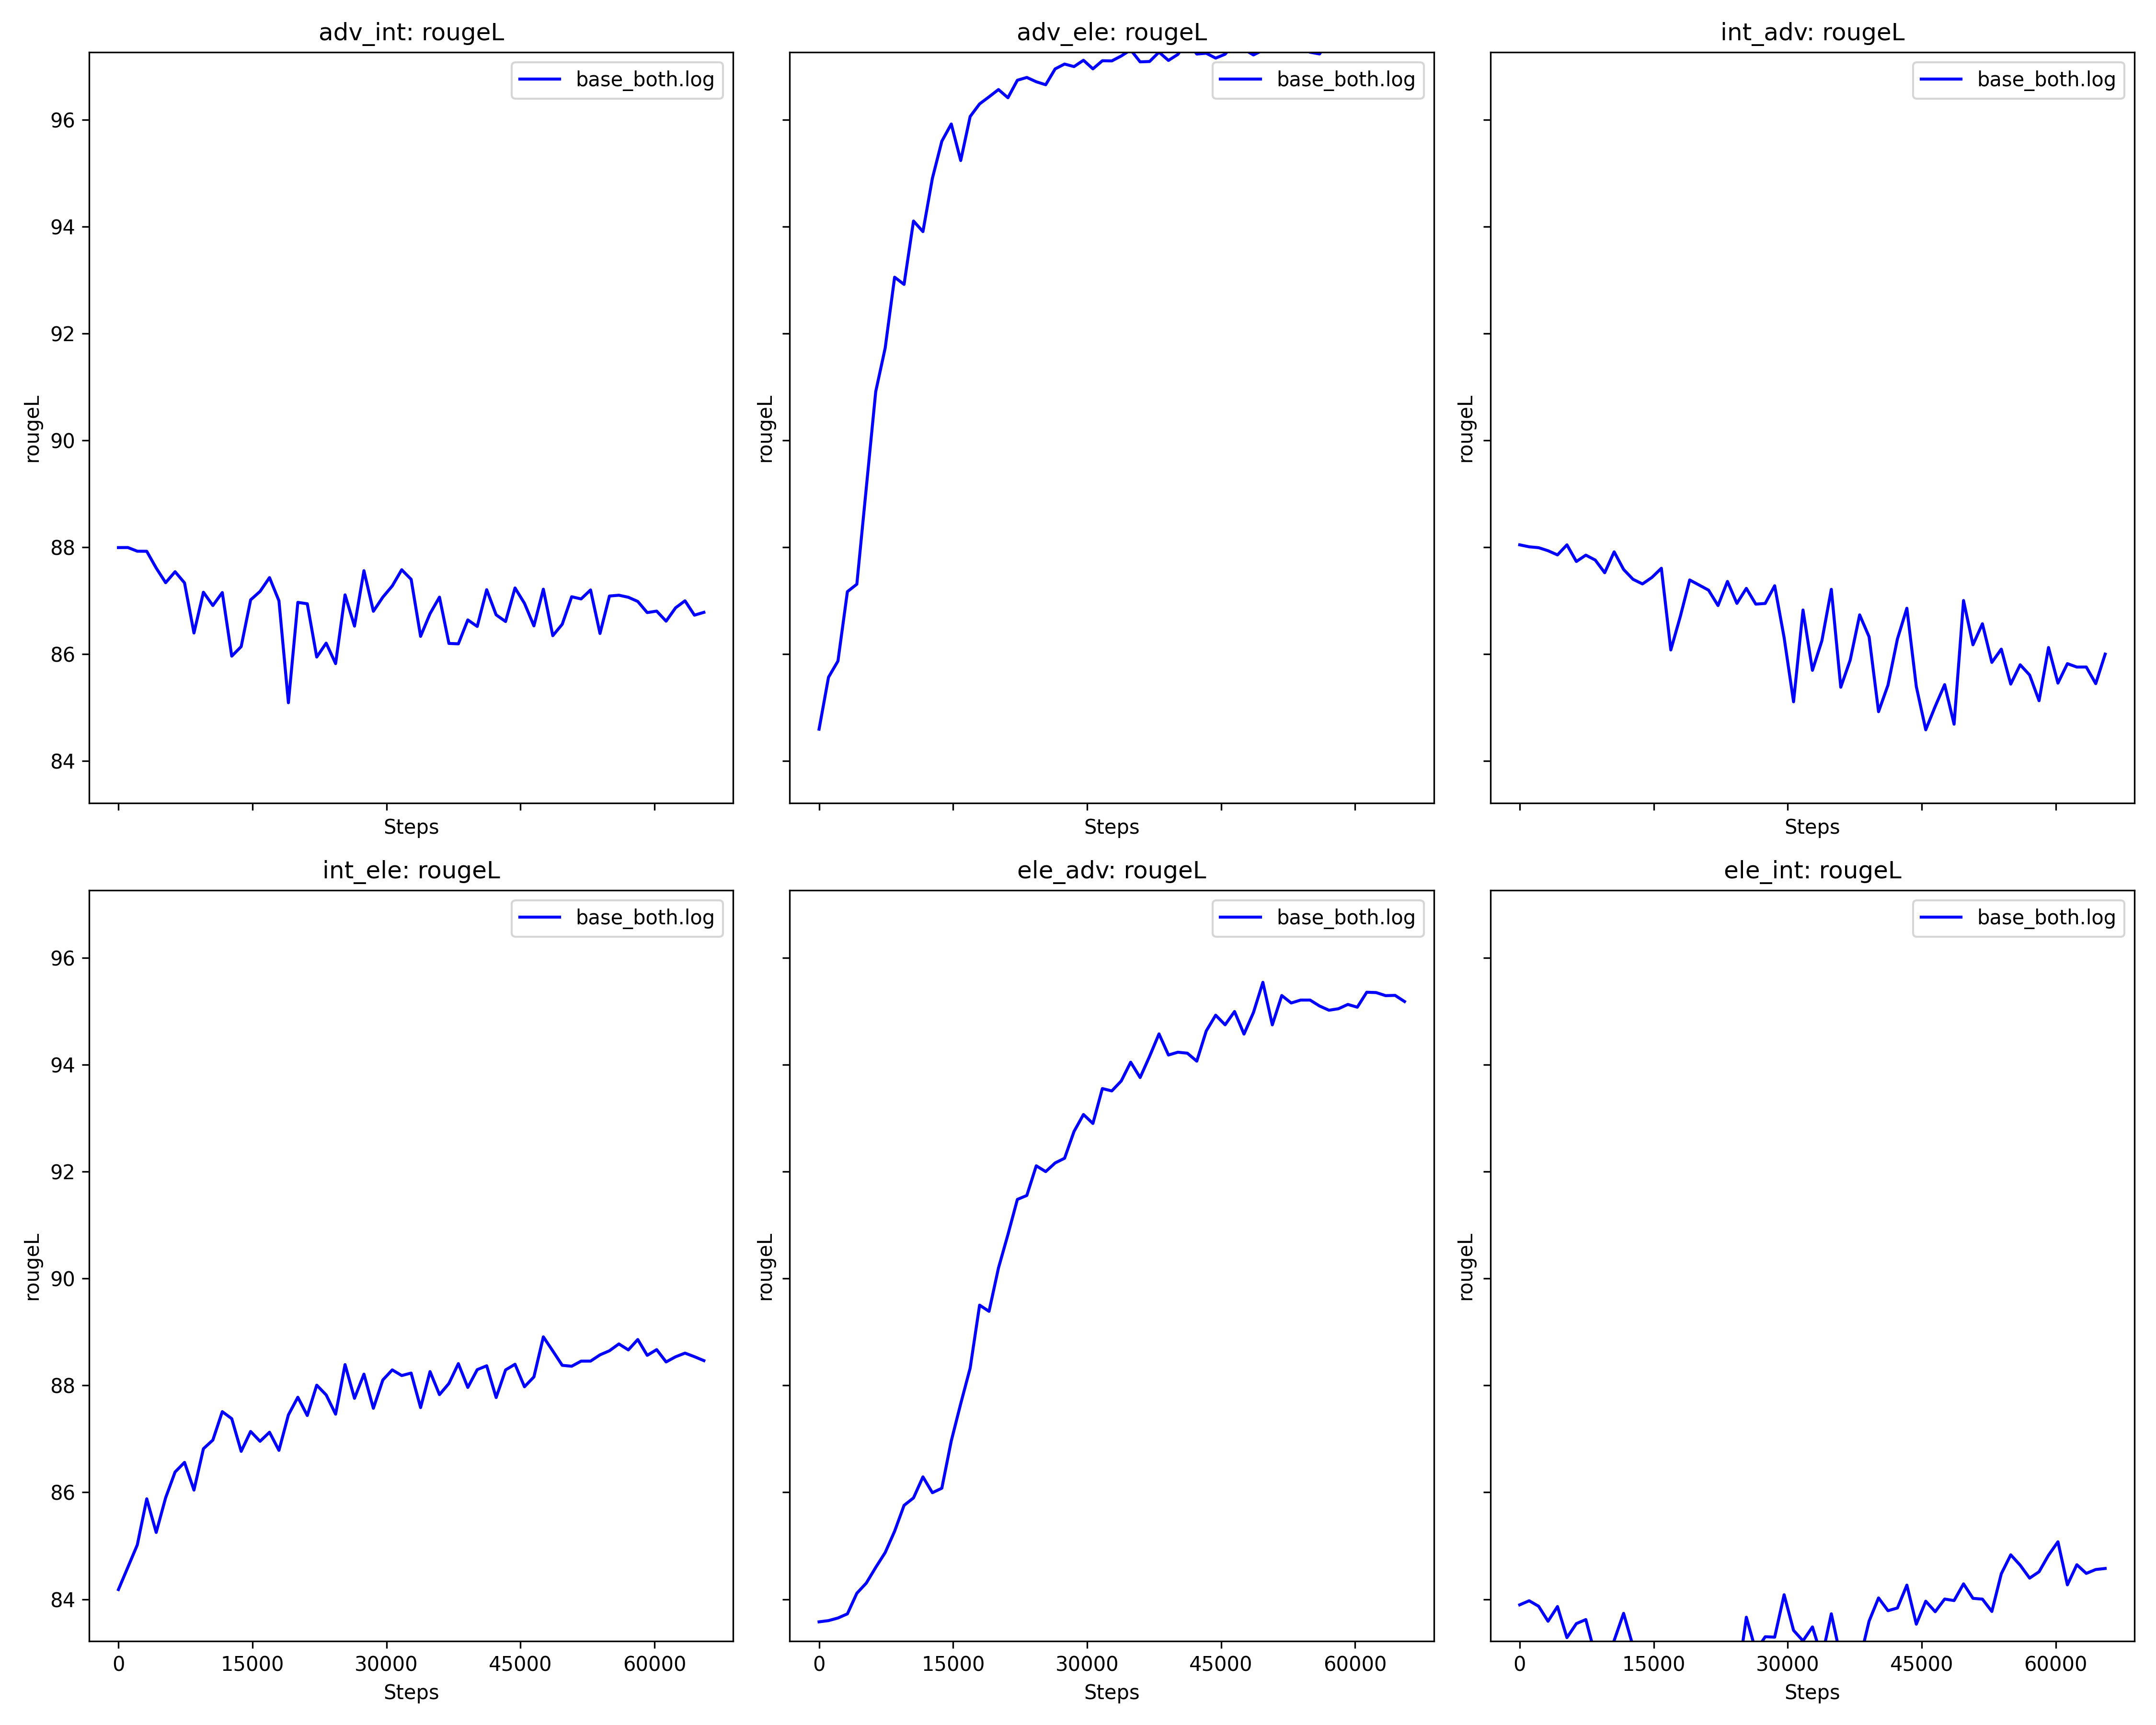 adv_int: rougeL
base_both.log
96
94
92
90
88
86
84
rougeL
Steps
adv_ele: rougeL
base_both.log
rougeL
Steps
int_adv: rougeL
base_both.log
rougeL
Steps
int_ele: rougeL
base_both.log
96
94
92
90
88
86
84
rougeL
0 15000 30000 45000 60000
Steps
ele_adv: rougeL
base_both.log
rougeL
0 15000 30000 45000 60000
Steps
ele_int: rougeL
base_both.log
rougeL
0 15000 30000 45000 60000
Steps